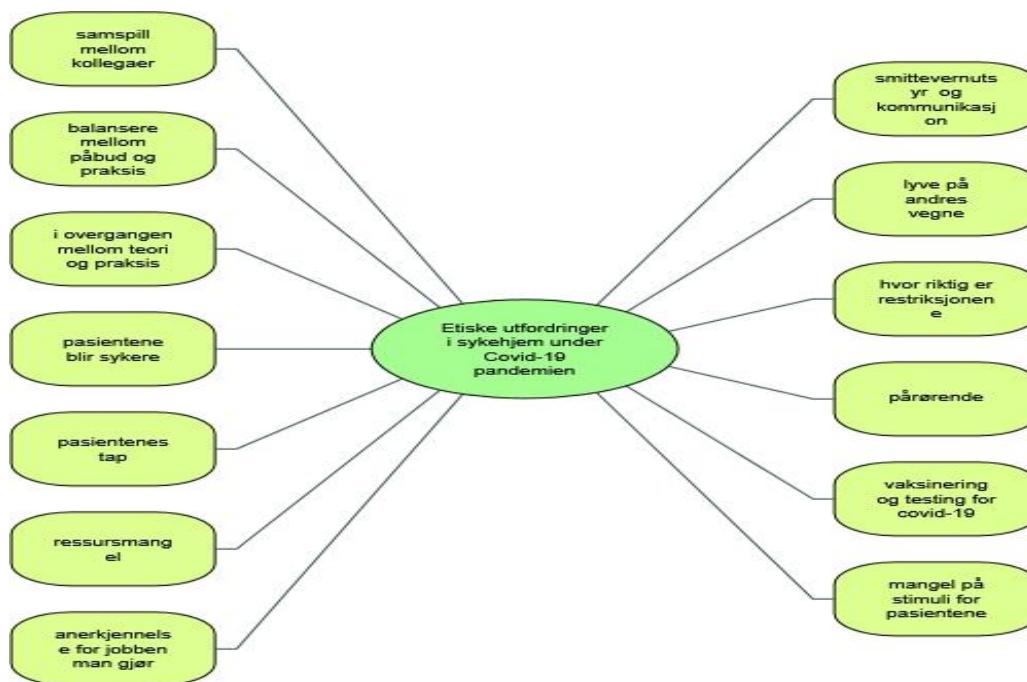 samspill
mellom
kollegaer
balansere
mellom
påbud og
praksis
i overgangen
mellom teori
og praksis
pasientene
blir sykere
pasientenes
tap
ressursmang
el
anerkjennels
e for jobben
man gjør
Etiske utfordringer
i sykehjem under
Covid-19
pandemien
smittevernuts
yr og
kommunikasj
on
lyve på
andres
vegne
hvor riktig er
restriksjonen
e
pårørende
vaksinering
og testing for
covid-19
mangel på
stimuli for
pasientene